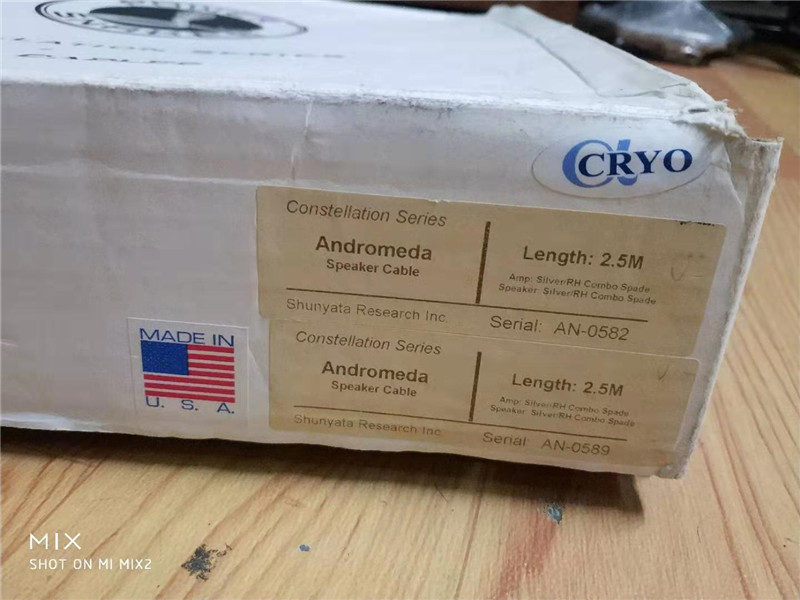 CABLES
αCRYO
Constellation Series
Andromeda
Speaker Cable
Length: 2.5M
Amp: Silver/RH Combo Spade
Speaker: Silver/RH Combo Spade
Shunyata Research Inc
Serial: AN-0582
MADE IN
U. S. A.
Constellation Series
Andromeda
Speaker Cable
Length: 2.5M
Amp: Silver/RH Combo Spade
Speaker: Silver/RH Combo Spade
Shunyata Research Inc
Serial: AN-0589
MIX
SHOT ON MI MIX2